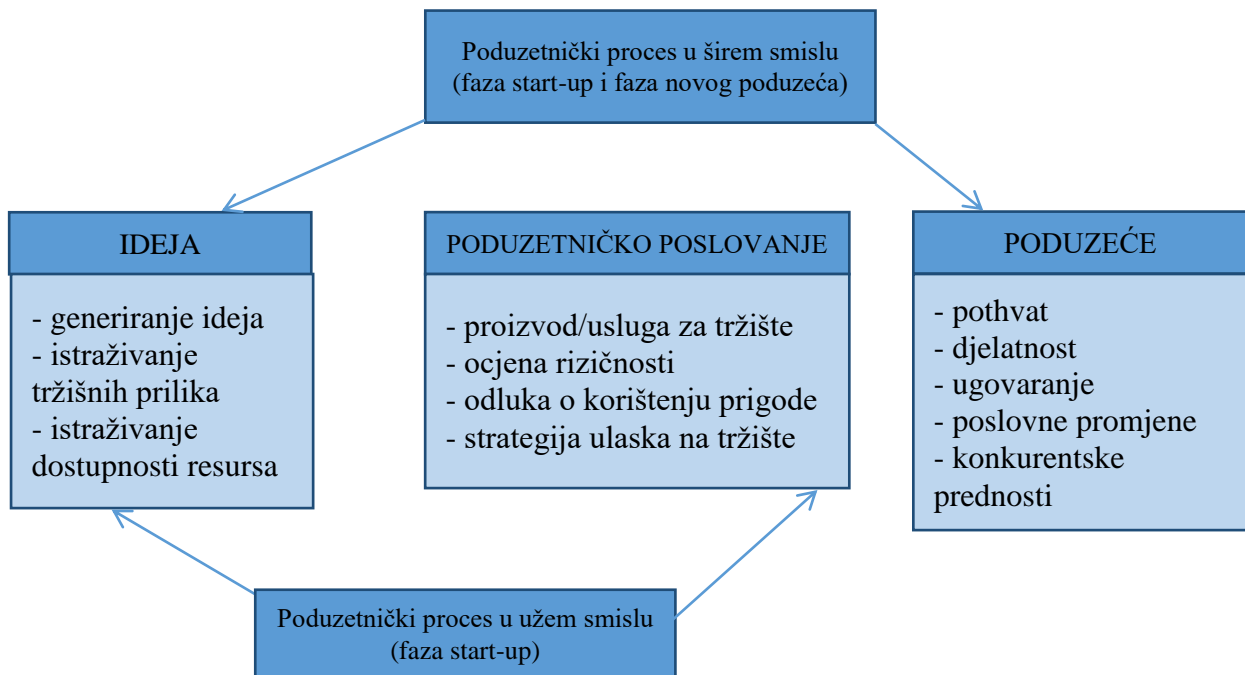 Poduzetnički proces u širem smislu
(faza start-up i faza novog poduzeća)
IDEJA
- generiranje ideja
- istraživanje
tržišnih prilika
- istraživanje
dostupnosti resursa
PODUZETNIČKO POSLOVANJE
- proizvod/usluga za tržište
- ocjena rizičnosti
- odluka o korištenju prigode
- strategija ulaska na tržište
PODUZEĆE
- pothvat
- djelatnost
- ugovaranje
- poslovne promjene
- konkurentske
prednosti
Poduzetnički proces u užem smislu
(faza start-up)